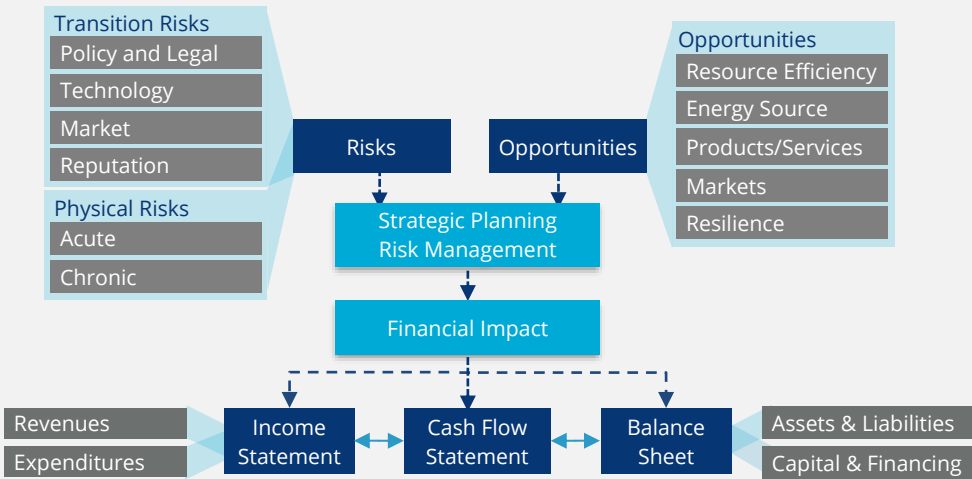 Transition Risks
Policy and Legal
Technology
Market
Reputation
Physical Risks
Acute
Chronic
Risks
Opportunities
Opportunities
Resource Efficiency
Energy Source
Products/Services
Markets
Resilience
Strategic Planning
Risk Management
Financial Impact
Revenues
Expenditures
Income
Statement
Cash Flow
Statement
Balance
Sheet
Assets & Liabilities
Capital & Financing